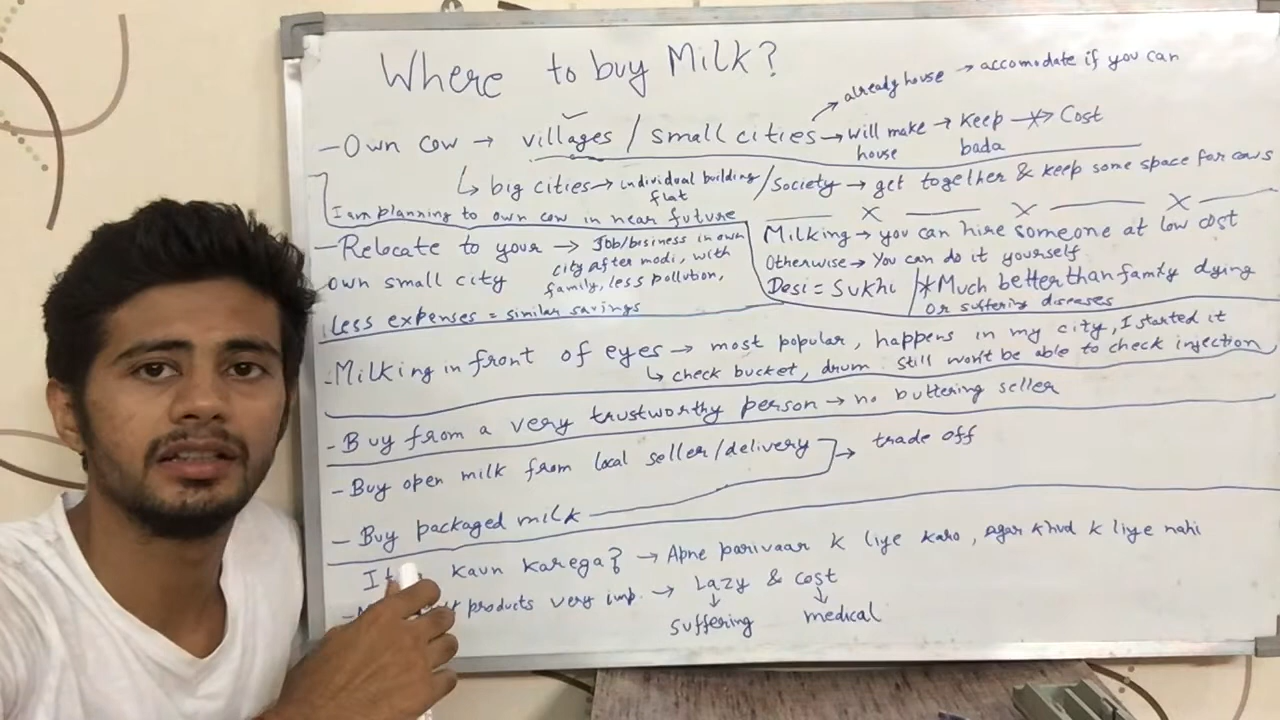 Where to buy Milk?
- Own cow → villages / small cities → will make house → keep bada → Cost
→ already house → accomodate if you can
↳ big cities → individual building / Society → get together & keep some space for cows
flat
I am planning to own cow in near future
x x x
- Relocate to your → Job/business in own
own small city city after modi, with
family, less pollution,
less expenses = similar savings
Milking → you can hire someone at low cost
Otherwise → You can do it yourself
Desi = Sukhi | * Much better than family dying
or suffering diseases
- Milking in front of eyes → most popular, happens in my city, I started it
↳ check bucket, drum. Still won't be able to check injection
- Buy from a very trustworthy person → no buttering seller
- Buy open milk from local seller/delivery → trade off
- Buy packaged milk
kaun karega? → Apne parivaar k liye karo, agar khud k liye nahi
products very imp. → Lazy & cost
↓ ↓
suffering medical